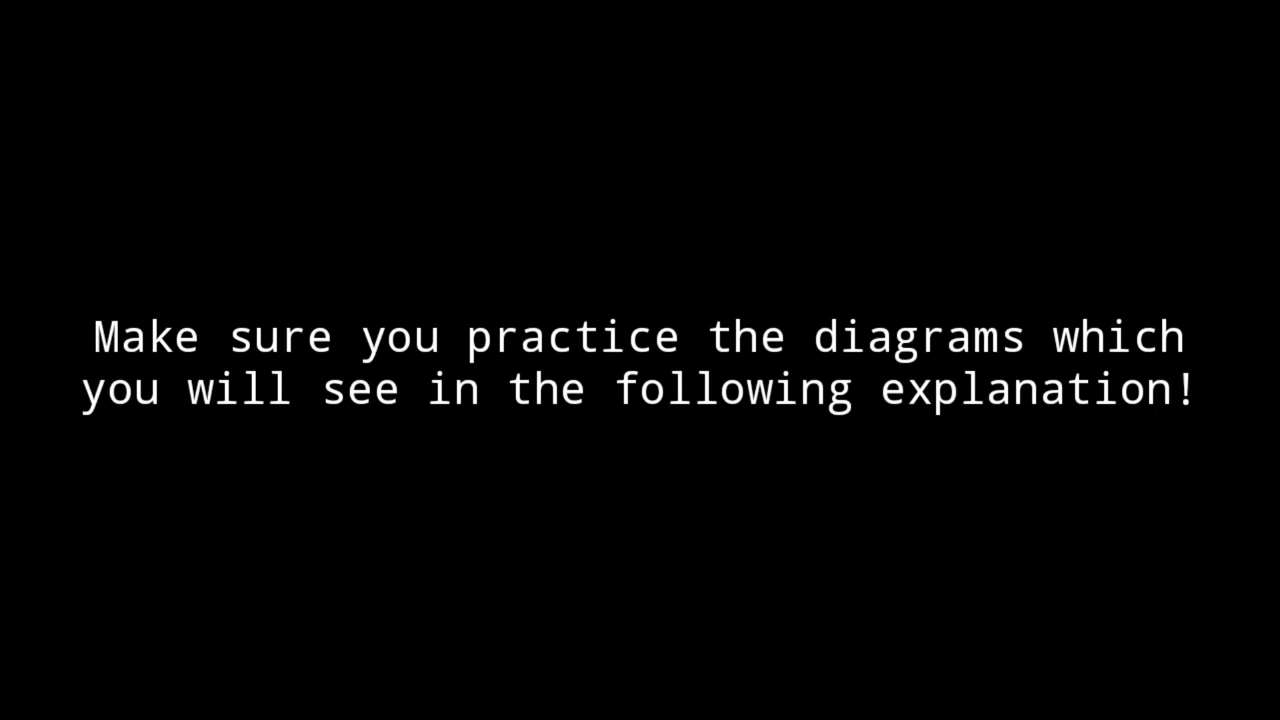 Make sure you practice the diagrams which
you will see in the following explanation!